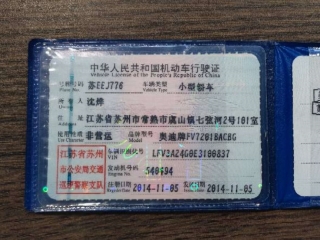 中华人民共和国机动车行驶证
Vehicle License of the People's Republic of China
号牌号码 苏EEJ776 车辆类型 小型轿车
Plate No. Vehicle Type
所有人 沈烨
Owner
住址 江苏省苏州市常熟市虞山镇七弦河2号101室
Address
使用性质 非营运 品牌型号 奥迪牌FV7201BACBG
Use Character Model
江苏省苏州 车辆识别代号
VIN
市公安局交通 发动机号码
Engine No.
巡逻警察支队 注册日期 2014-11-05 发证日期 2014-11-05
Register Date Issue Date